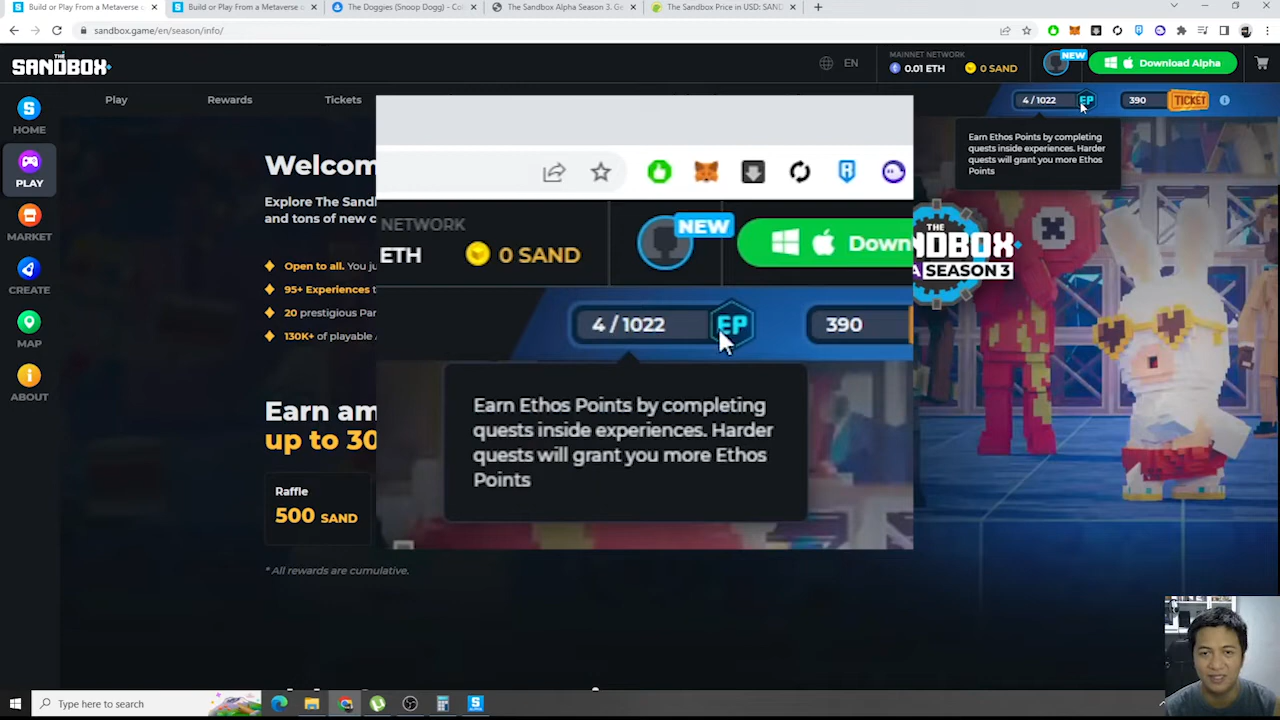 Build or Play From a Metaverse
Build or Play From a Metaverse
The Doggies (Snoop Dogg) - Co
The Sandbox Alpha Season 3. Ge
The Sandbox Price in USD: SAND
sandbox.game/en/season/info/
THE
SANDBOX
EN
MAINNET NETWORK
0.01 ETH
0 SAND
NEW
Download Alpha
Play
Rewards
Tickets
4 / 1022
EP
390
TICKET
Earn Ethos Points by completing
quests inside experiences. Harder
quests will grant you more Ethos
Points
HOME
PLAY
MARKET
CREATE
MAP
ABOUT
Welcom
Explore The Sand
and tons of new c
Open to all. You ju
95+ Experiences t
20 prestigious Par
130K+ of playable
Earn am
up to 30
Raffle
500 SAND
* All rewards are cumulative.
NETWORK
ETH
0 SAND
NEW
Down
4 / 1022
EP
390
Earn Ethos Points by completing
quests inside experiences. Harder
quests will grant you more Ethos
Points
THE
NDBOX
A SEASON 3
Type here to search